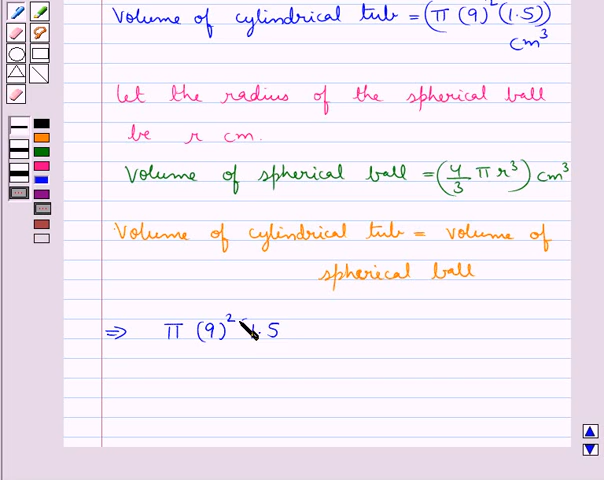 Volume of cylindrical tub = (π (9)² (1.5))
cm³
Let the radius of the spherical ball
be r cm.
Volume of spherical ball = (4/3 π r³) cm³
Volume of cylindrical tub = volume of
spherical ball
⇒ π (9)² 1.5